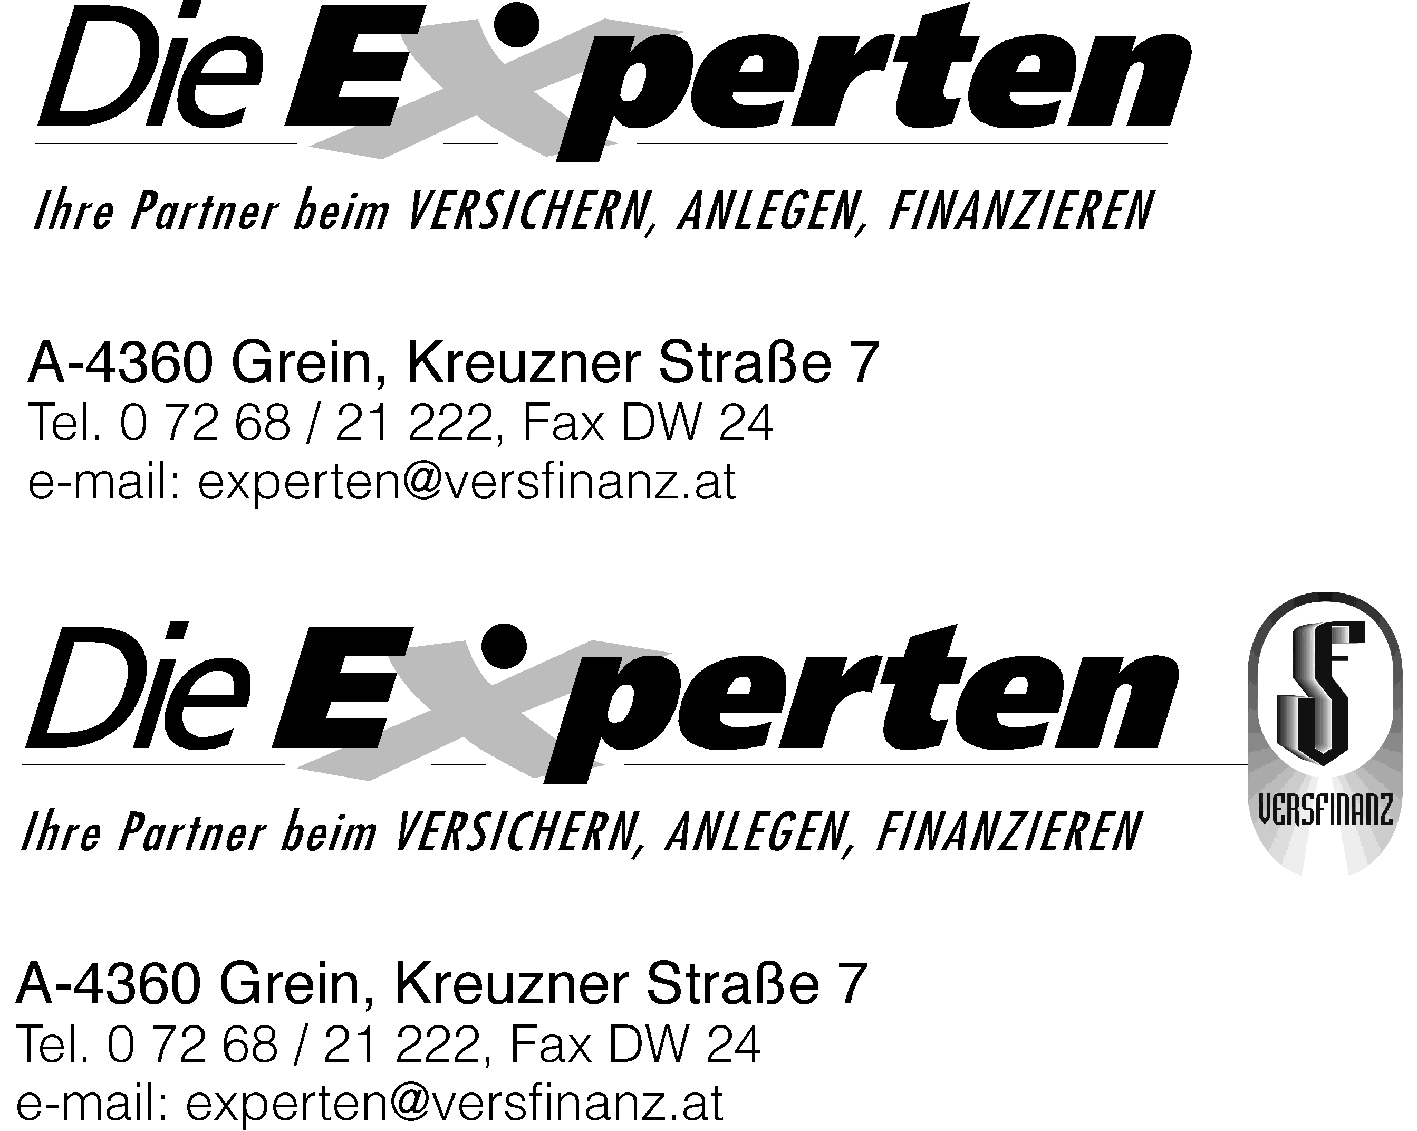 Die Experten
Ihre Partner beim VERSICHERN, ANLEGEN, FINANZIEREN
A-4360 Grein, Kreuzner Straße 7
Tel. 0 72 68 / 21 222, Fax DW 24
e-mail: experten@versfinanz.at
Die Experten
SF
VERSFINANZ
Ihre Partner beim VERSICHERN, ANLEGEN, FINANZIEREN
A-4360 Grein, Kreuzner Straße 7
Tel. 0 72 68 / 21 222, Fax DW 24
e-mail: experten@versfinanz.at